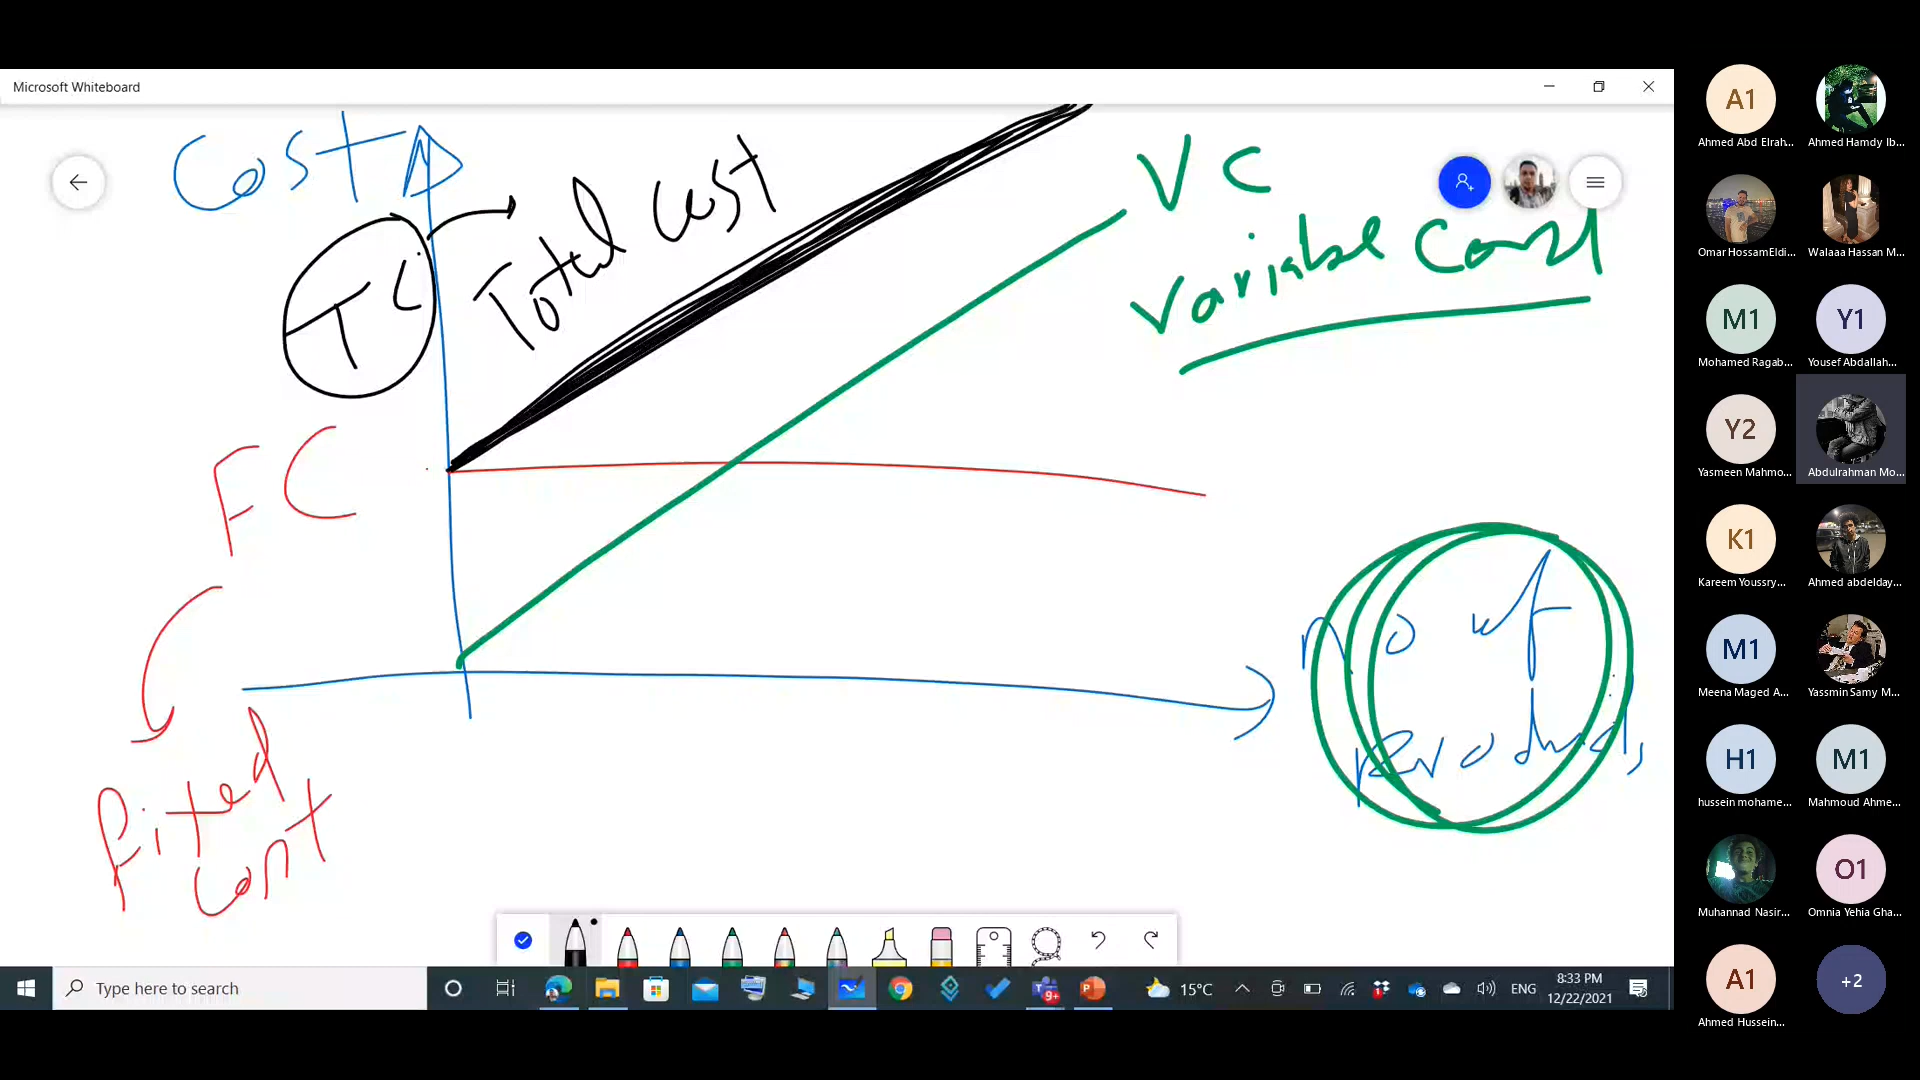 Microsoft Whiteboard
Cost
TC
Total Cost
VC
Variable Cost
FC
Fixed
Cost
no of
products
Type here to search
9+
15°C
ENG
8:33 PM
12/22/2021
A1
Ahmed Abd Elrah...
Ahmed Hamdy Ib...
Omar HossamEldi...
Walaaa Hassan M...
M1
Mohamed Ragab...
Y1
Yousef Abdallah...
Y2
Yasmeen Mahmo...
Abdulrahman Mo...
K1
Kareem Youssry...
Ahmed abdelday...
M1
Meena Maged A...
Yassmin Samy M...
H1
hussein mohame...
M1
Mahmoud Ahme...
Muhannad Nasir...
O1
Omnia Yehia Gha...
A1
Ahmed Hussein...
+2